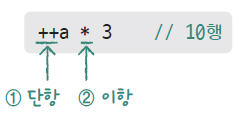 ++a * 3 // 10행
① 단항 ② 이항